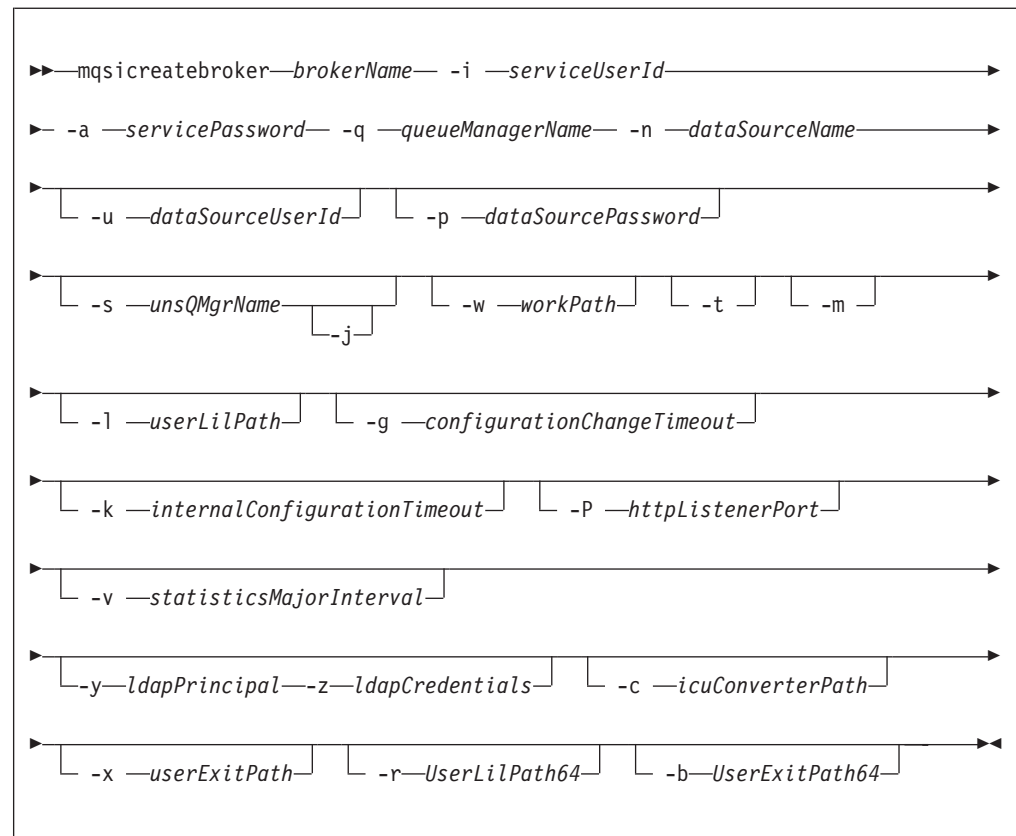 mqsicreatebroker brokerName -i serviceUserId
-a servicePassword -q queueManagerName -n dataSourceName
-u dataSourceUserId -p dataSourcePassword
-s unsQMgrName -w workPath -t -m
-j
-l userLilPath -g configurationChangeTimeout
-k internalConfigurationTimeout -P httpListenerPort
-v statisticsMajorInterval
-y ldapPrincipal -z ldapCredentials -c icuConverterPath
-x userExitPath -r UserLilPath64 -b UserExitPath64